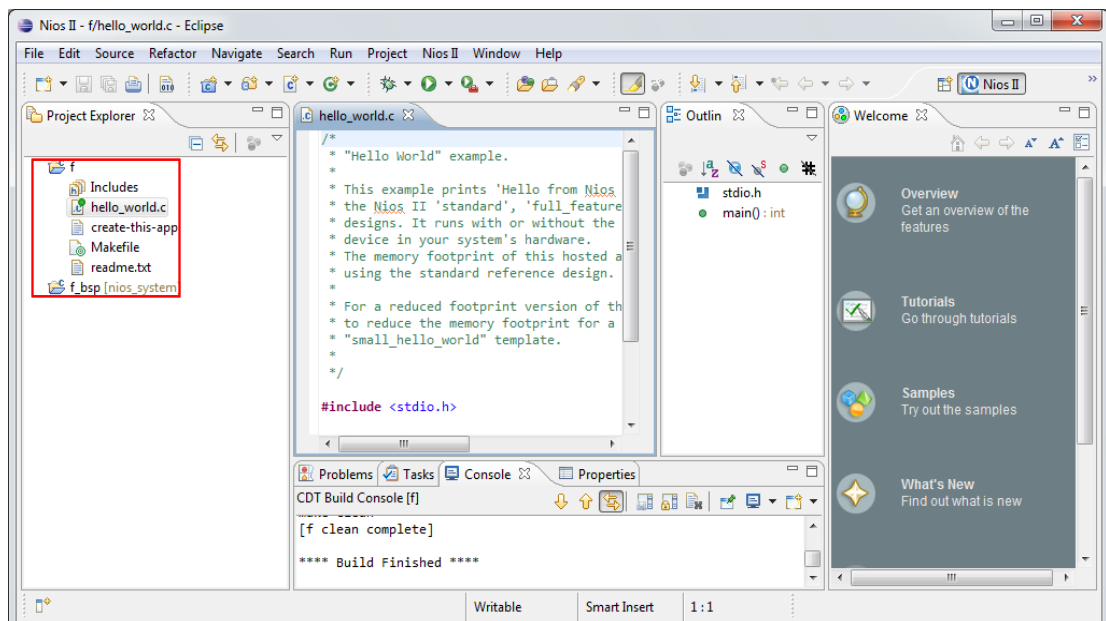 Nios II - f/hello_world.c - Eclipse
File Edit Source Refactor Navigate Search Run Project Nios II Window Help
Nios II
Project Explorer
f
Includes
hello_world.c
create-this-app
Makefile
readme.txt
f_bsp [nios_system]
hello_world.c
/*
* "Hello World" example.
*
* This example prints 'Hello from Nios
* the Nios II 'standard', 'full_feature
* designs. It runs with or without the
* device in your system's hardware.
* The memory footprint of this hosted a
* using the standard reference design.
*
* For a reduced footprint version of th
* to reduce the memory footprint for a
* "small_hello_world" template.
*
*/
#include <stdio.h>
Outlin
stdio.h
main() : int
Welcome
Overview
Get an overview of the
features
Tutorials
Go through tutorials
Samples
Try out the samples
What's New
Find out what is new
Problems Tasks Console Properties
CDT Build Console [f]
[f clean complete]
**** Build Finished ****
Writable Smart Insert 1 : 1